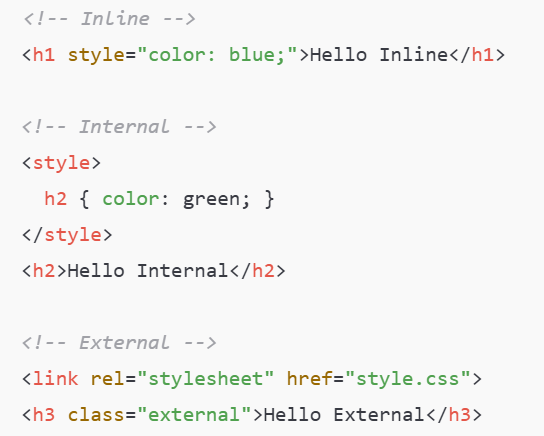 <!-- Inline -->
<h1 style="color: blue;">Hello Inline</h1>
<!-- Internal -->
<style>
  h2 { color: green; }
</style>
<h2>Hello Internal</h2>
<!-- External -->
<link rel="stylesheet" href="style.css">
<h3 class="external">Hello External</h3>